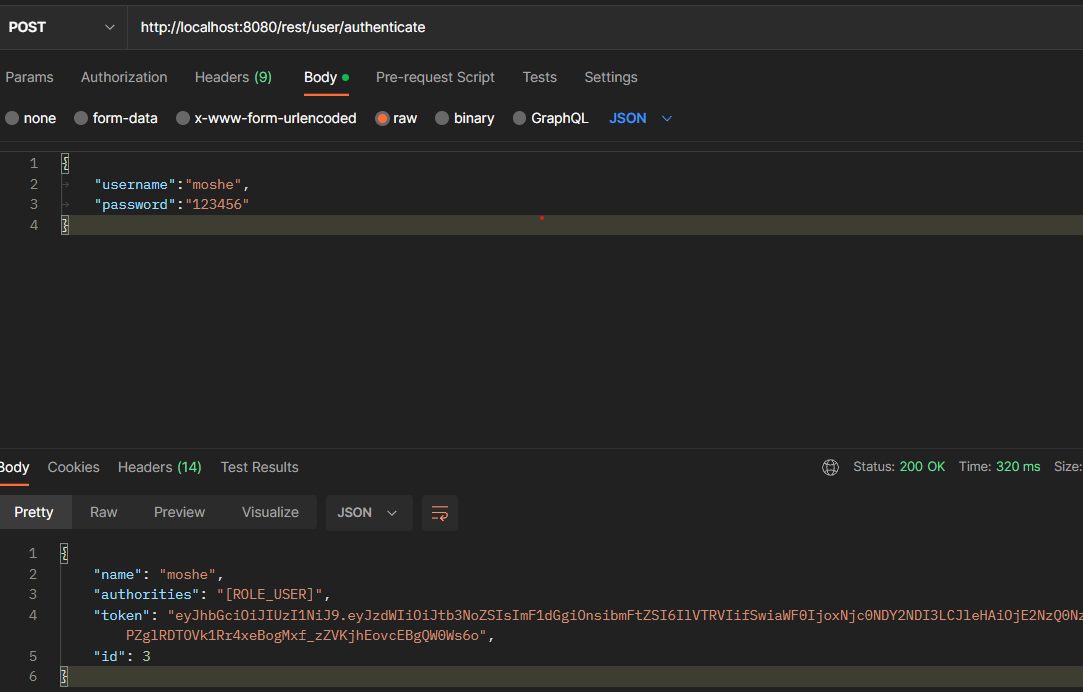 POST http://localhost:8080/rest/user/authenticate
Params Authorization Headers (9) Body Pre-request Script Tests Settings
none form-data x-www-form-urlencoded raw binary GraphQL JSON
1 {
2 "username":"moshe",
3 "password":"123456"
4 }
Body Cookies Headers (14) Test Results Status: 200 OK Time: 320 ms Size:
Pretty Raw Preview Visualize JSON
1 {
2 "name": "moshe",
3 "authorities": "[ROLE_USER]",
4 "token": "eyJhbGciOiJIUzI1NiJ9.eyJzdWIiOiJtb3NoZSIsImF1dGgiOnsibmFtZSI6IlVTRVIifSwiaWF0IjoxNjc0NDY2NDI3LCJleHAiOjE2NzQ0Nz
PZglRDTOVk1Rr4xeBogMxf_zZVKjhEovcEBgQW0Ws6o",
5 "id": 3
6 }